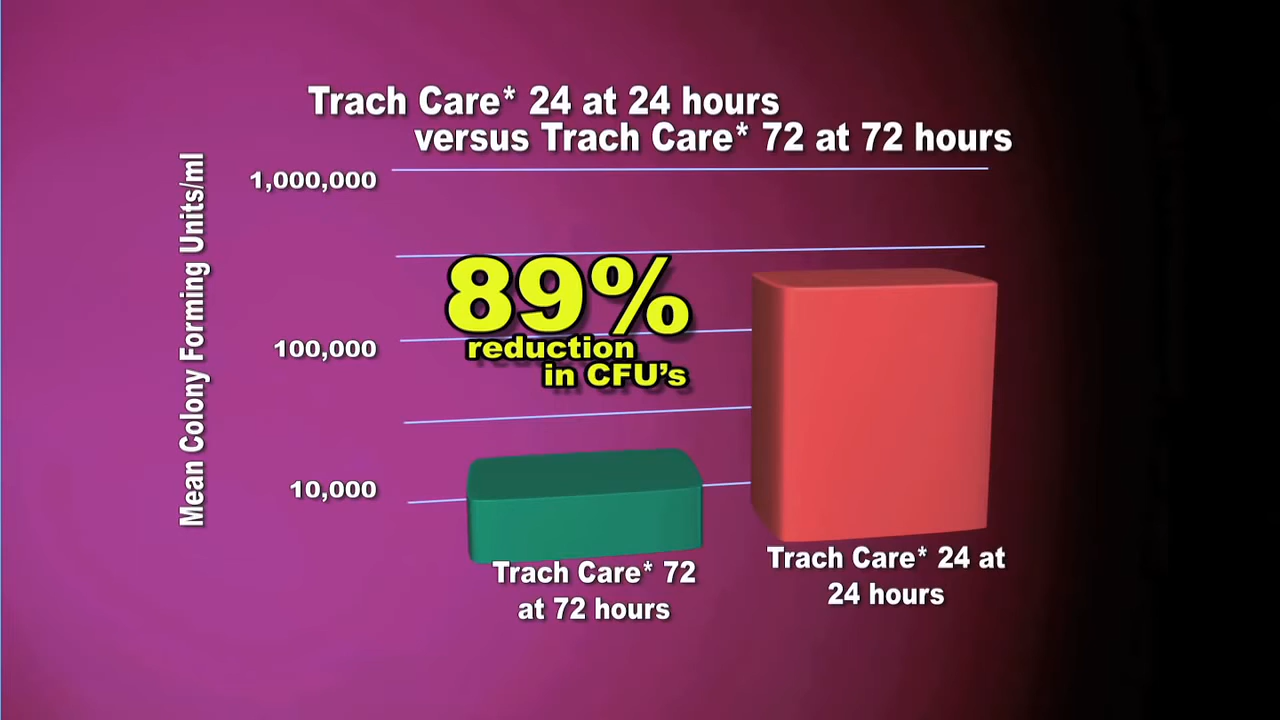 Trach Care* 24 at 24 hours
versus Trach Care* 72 at 72 hours
Mean Colony Forming Units/ml
1,000,000
100,000
10,000
89%
reduction
in CFU's
Trach Care* 72
at 72 hours
Trach Care* 24 at
24 hours